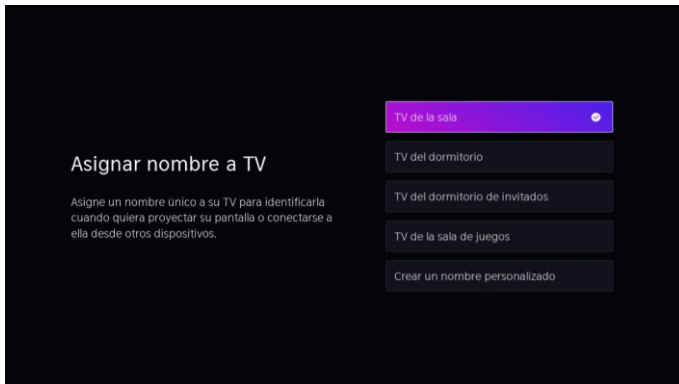 Asignar nombre a TV
Asigne un nombre único a su TV para identificarla
cuando quiera proyectar su pantalla o conectarse a
ella desde otros dispositivos.
TV de la sala
TV del dormitorio
TV del dormitorio de invitados
TV de la sala de juegos
Crear un nombre personalizado